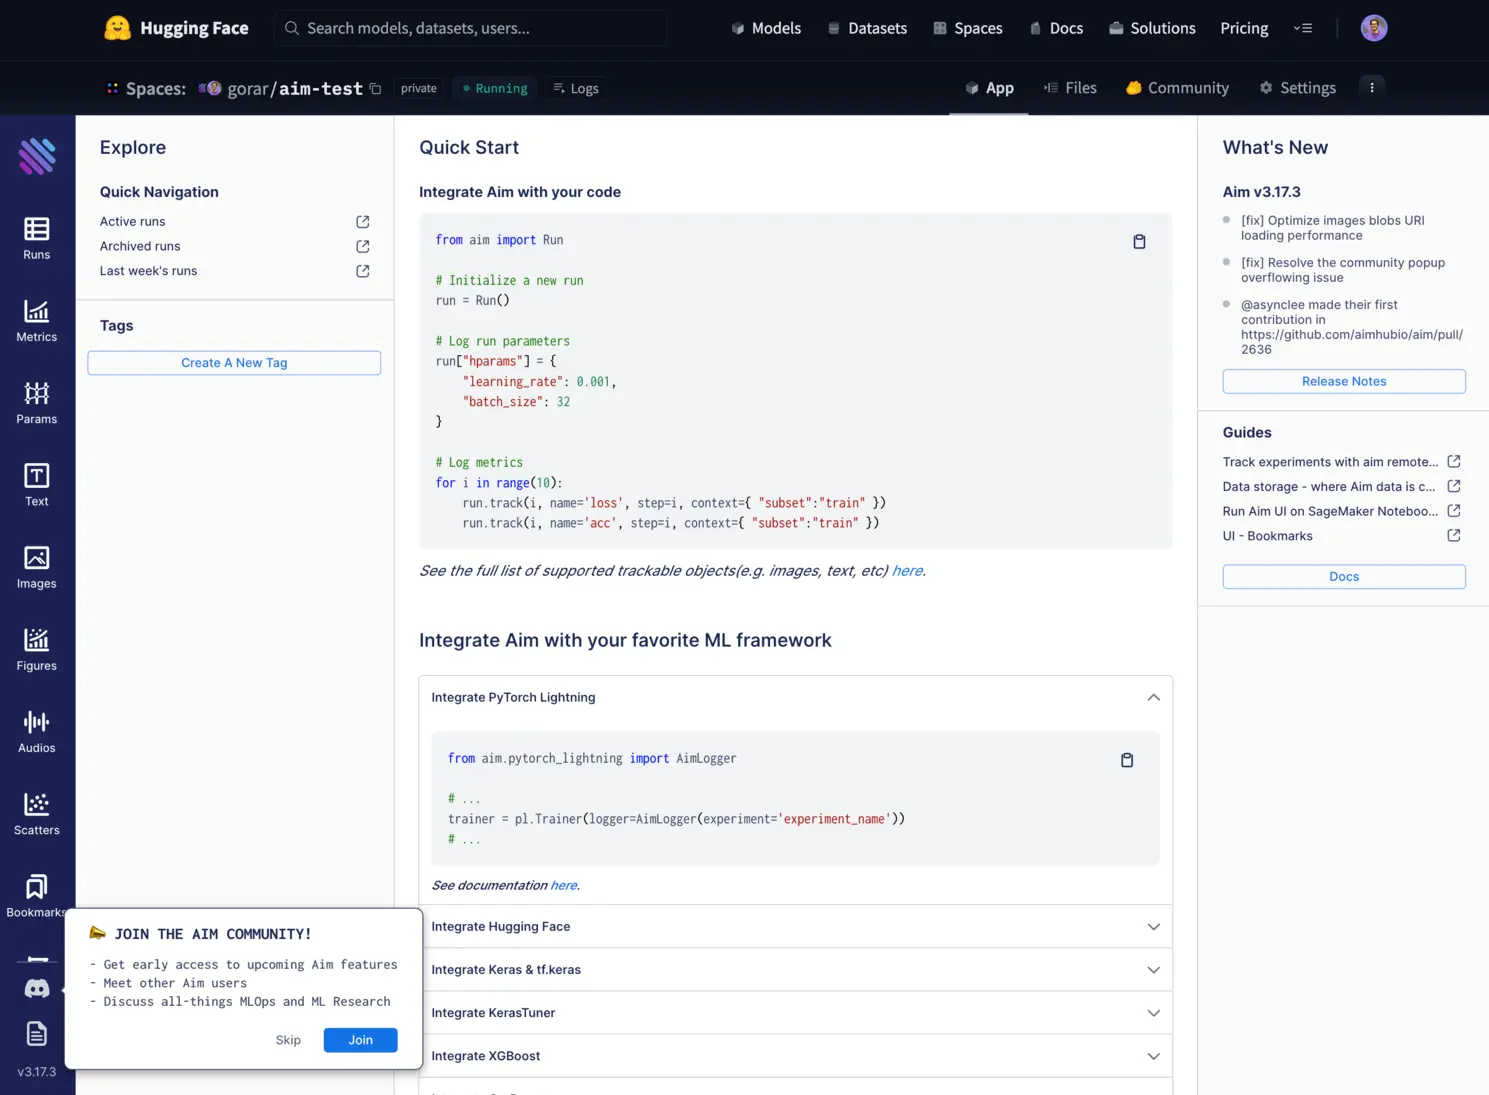 Hugging Face
Search models, datasets, users...
Models
Datasets
Spaces
Docs
Solutions
Pricing
Spaces:
gorar/aim-test
private
Running
Logs
App
Files
Community
Settings
Runs
Metrics
Params
Text
Images
Figures
Audios
Scatters
Bookmarks
v3.17.3
Explore
Quick Navigation
Active runs
Archived runs
Last week's runs
Tags
Create A New Tag
JOIN THE AIM COMMUNITY!
- Get early access to upcoming Aim features
- Meet other Aim users
- Discuss all-things MLOps and ML Research
Skip
Join
Quick Start
Integrate Aim with your code
from aim import Run
# Initialize a new run
run = Run()
# Log run parameters
run["hparams"] = {
    "learning_rate": 0.001,
    "batch_size": 32
}
# Log metrics
for i in range(10):
    run.track(i, name='loss', step=i, context={ "subset":"train" })
    run.track(i, name='acc', step=i, context={ "subset":"train" })
See the full list of supported trackable objects(e.g. images, text, etc) here.
Integrate Aim with your favorite ML framework
Integrate PyTorch Lightning
from aim.pytorch_lightning import AimLogger
# ...
trainer = pl.Trainer(logger=AimLogger(experiment='experiment_name'))
# ...
See documentation here.
Integrate Hugging Face
Integrate Keras & tf.keras
Integrate KerasTuner
Integrate XGBoost
What's New
Aim v3.17.3
[fix] Optimize images blobs URI
loading performance
[fix] Resolve the community popup
overflowing issue
@asynclee made their first
contribution in
https://github.com/aimhubio/aim/pull/
2636
Release Notes
Guides
Track experiments with aim remote...
Data storage - where Aim data is c...
Run Aim UI on SageMaker Noteboo...
UI - Bookmarks
Docs